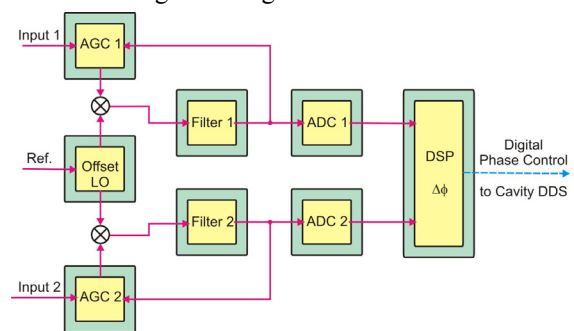 Input 1
AGC 1
Filter 1
ADC 1
Ref.
Offset
LO
DSP
Δϕ
Digital
Phase Control
to Cavity DDS
Filter 2
ADC 2
Input 2
AGC 2